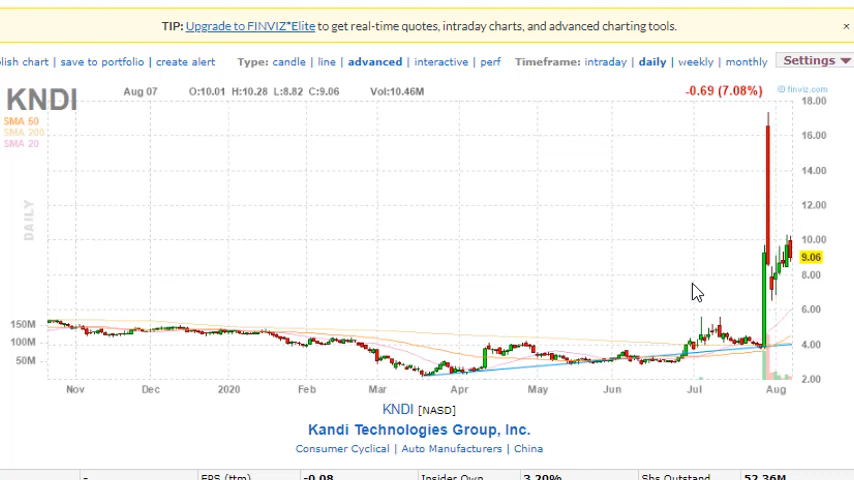 TIP: Upgrade to FINVIZ*Elite to get real-time quotes, intraday charts, and advanced charting tools. ×
lish chart | save to portfolio | create alert Type: candle | line | advanced | interactive | perf Timeframe: intraday | daily | weekly | monthly Settings ▼
KNDI Aug 07 O:10.01 H:10.28 L:8.82 C:9.06 Vol:10.46M -0.69 (7.08%) © finviz.com
SMA 50
SMA 200
SMA 20
DAILY
18.00
16.00
14.00
12.00
10.00
9.06
8.00
6.00
4.00
2.00
150M
100M
50M
Nov Dec 2020 Feb Mar Apr May Jun Jul Aug
KNDI [NASD]
Kandi Technologies Group, Inc.
Consumer Cyclical | Auto Manufacturers | China
- EPS (ttm) -0.08 Insider Own 3.20% Shs Outstand 52.36M